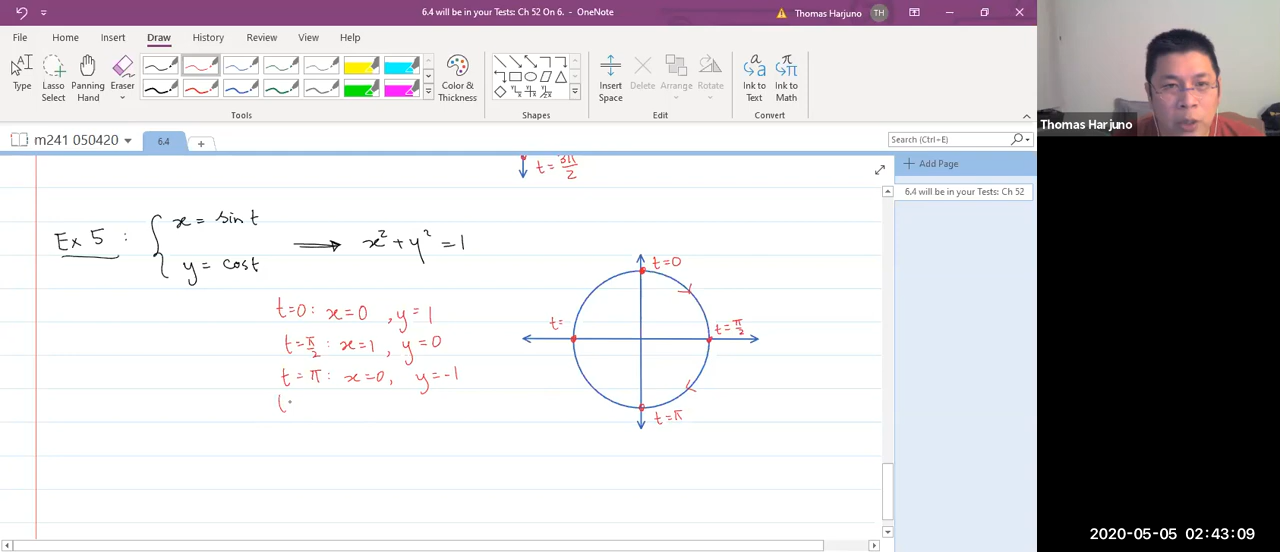 6.4 will be in your Tests: Ch 52 On 6. - OneNote
Thomas Harjuno TH
File Home Insert Draw History Review View Help
Type Lasso Select Panning Hand Eraser
Color & Thickness
Insert Space Delete Arrange Rotate
Ink to Text Ink to Math
Tools Shapes Edit Convert
Thomas Harjuno
m241 050420 6.4
Search (Ctrl+E)
Add Page
6.4 will be in your Tests: Ch 52
t = 3π/2
Ex 5 : x = sin t
y = cos t
x² + y² = 1
t=0: x=0 , y=1
t=π/2 : x=1 , y=0
t=π : x=0, y=-1
(
t=0
t=π/2
t=
t=π
2020-05-05 02:43:09